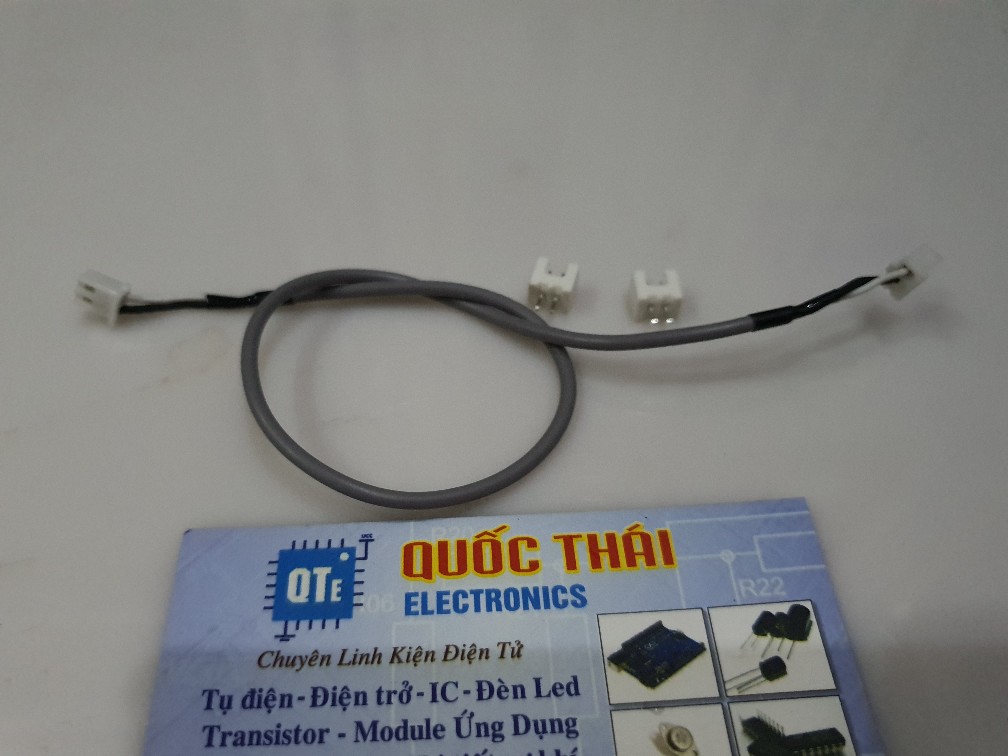 QUỐC THÁI
QTE
ELECTRONICS
R22
06
Chuyên Linh Kiện Điện Tử
Tụ điện - Điện trở - IC - Đèn Led
Transistor - Module Ứng Dụng